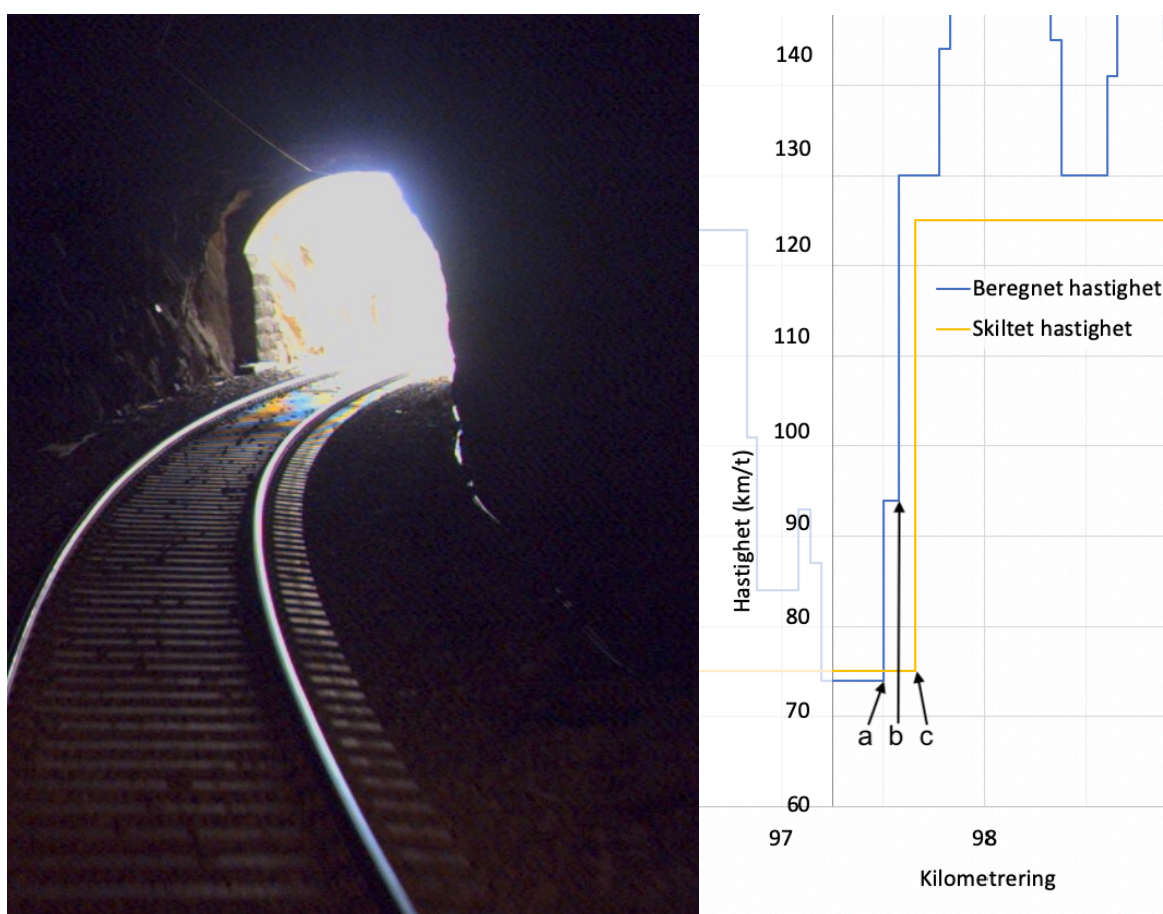 140
130
120
110
100
90
80
70
60
Hastighet (km/t)
Beregnet hastighet
Skiltet hastighet
a b c
97 98
Kilometrering